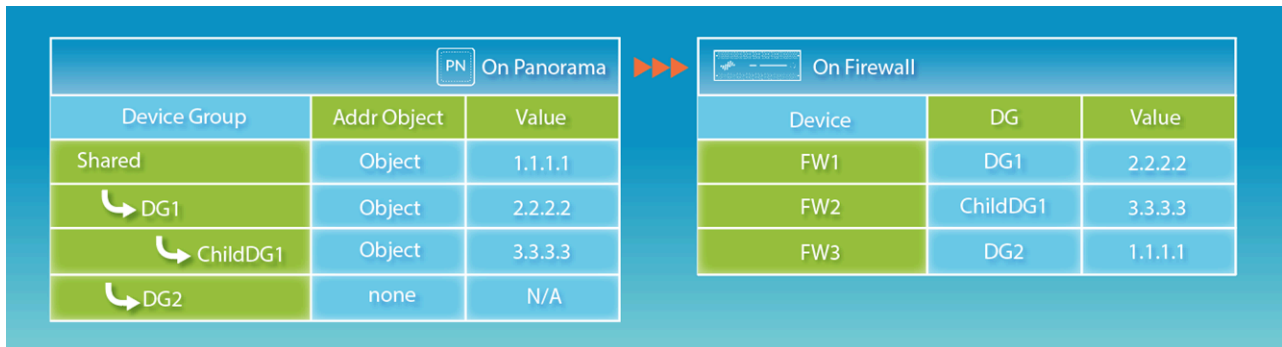 PN On Panorama
On Firewall
Device Group Addr Object Value
Device DG Value
Shared Object 1.1.1.1
FW1 DG1 2.2.2.2
DG1 Object 2.2.2.2
FW2 ChildDG1 3.3.3.3
ChildDG1 Object 3.3.3.3
FW3 DG2 1.1.1.1
DG2 none N/A